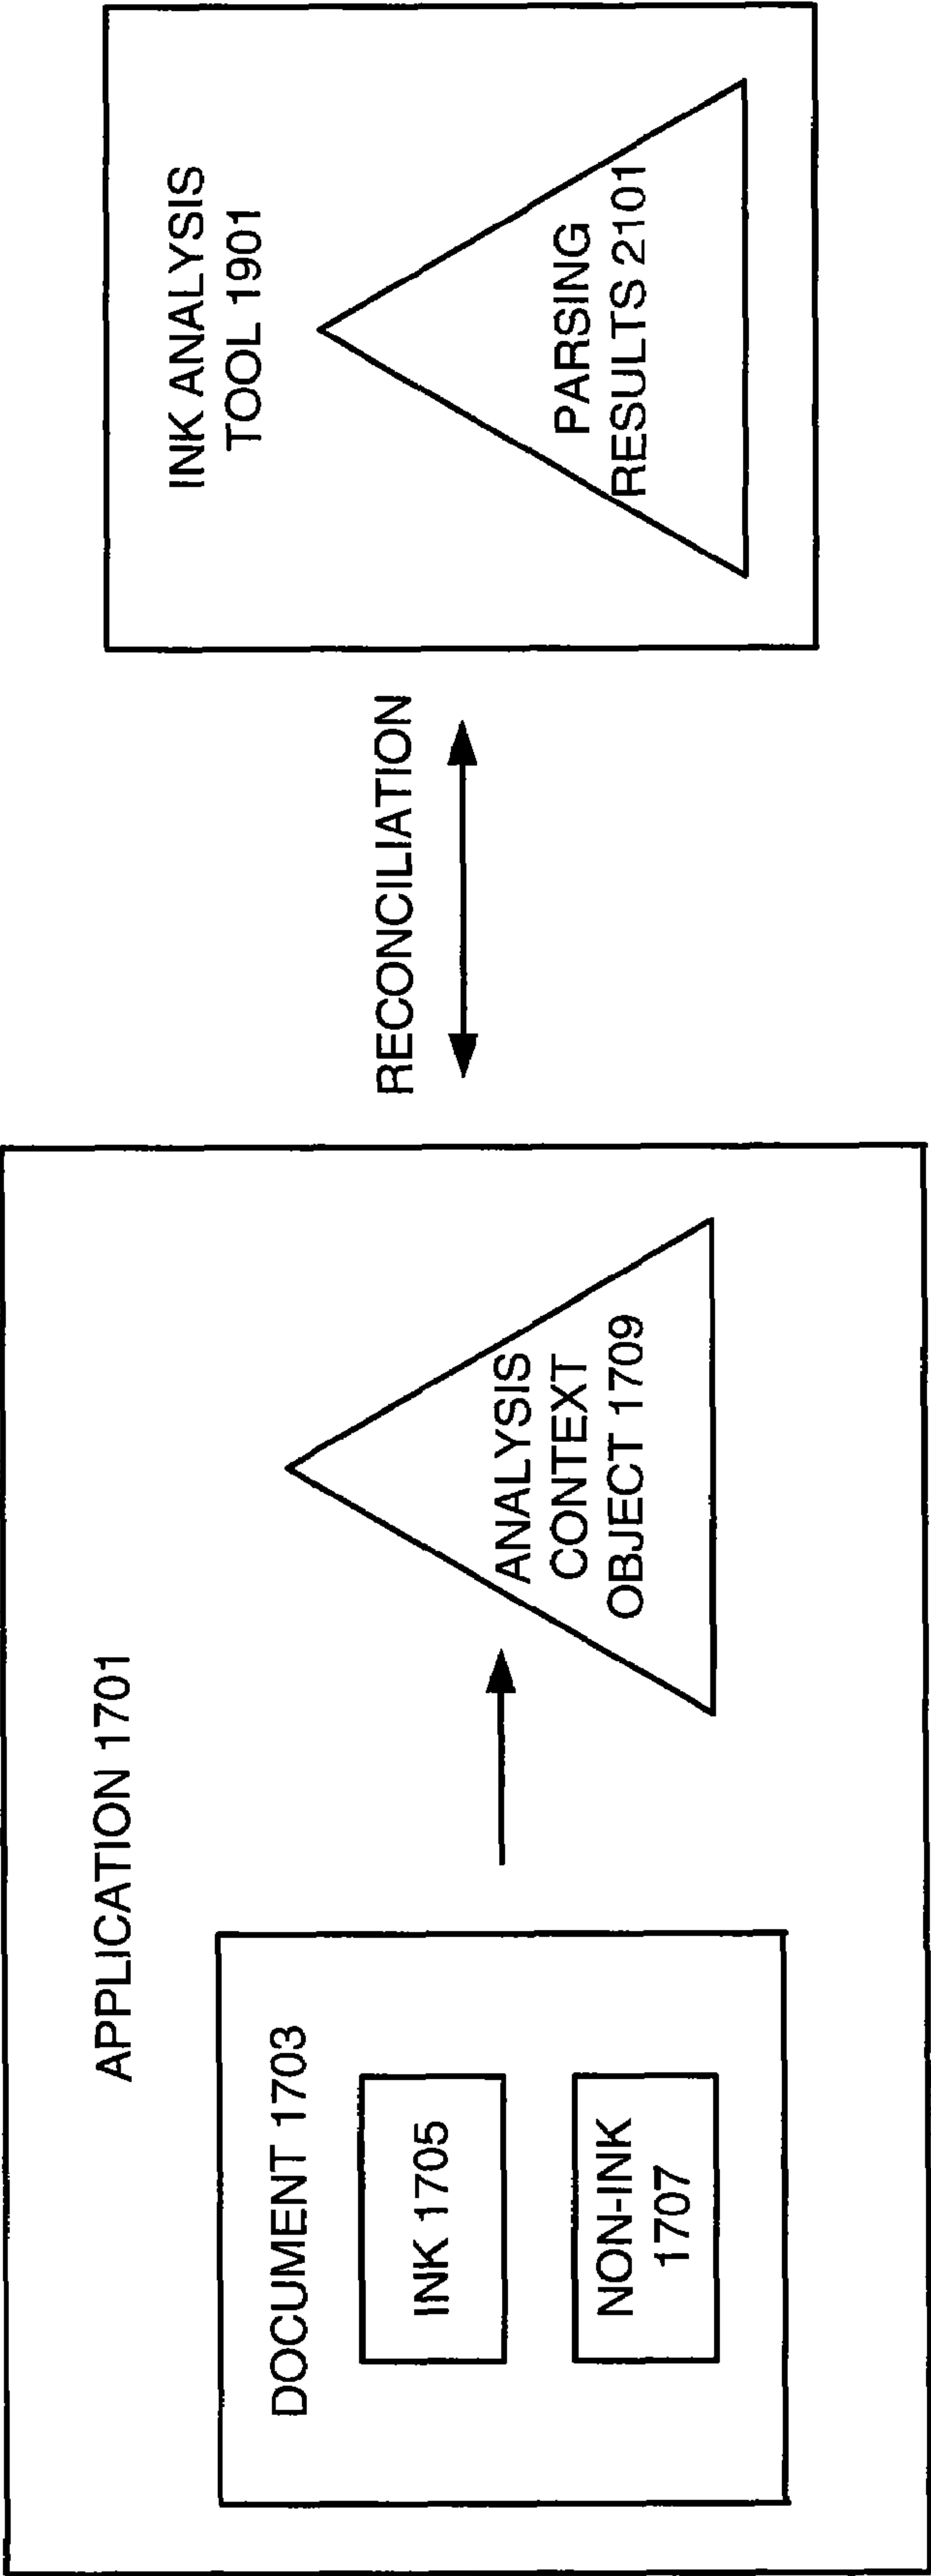 APPLICATION 1701
DOCUMENT 1703
INK 1705
NON-INK
1707
ANALYSIS
CONTEXT
OBJECT 1709
RECONCILIATION
INK ANALYSIS
TOOL 1901
PARSING
RESULTS 2101